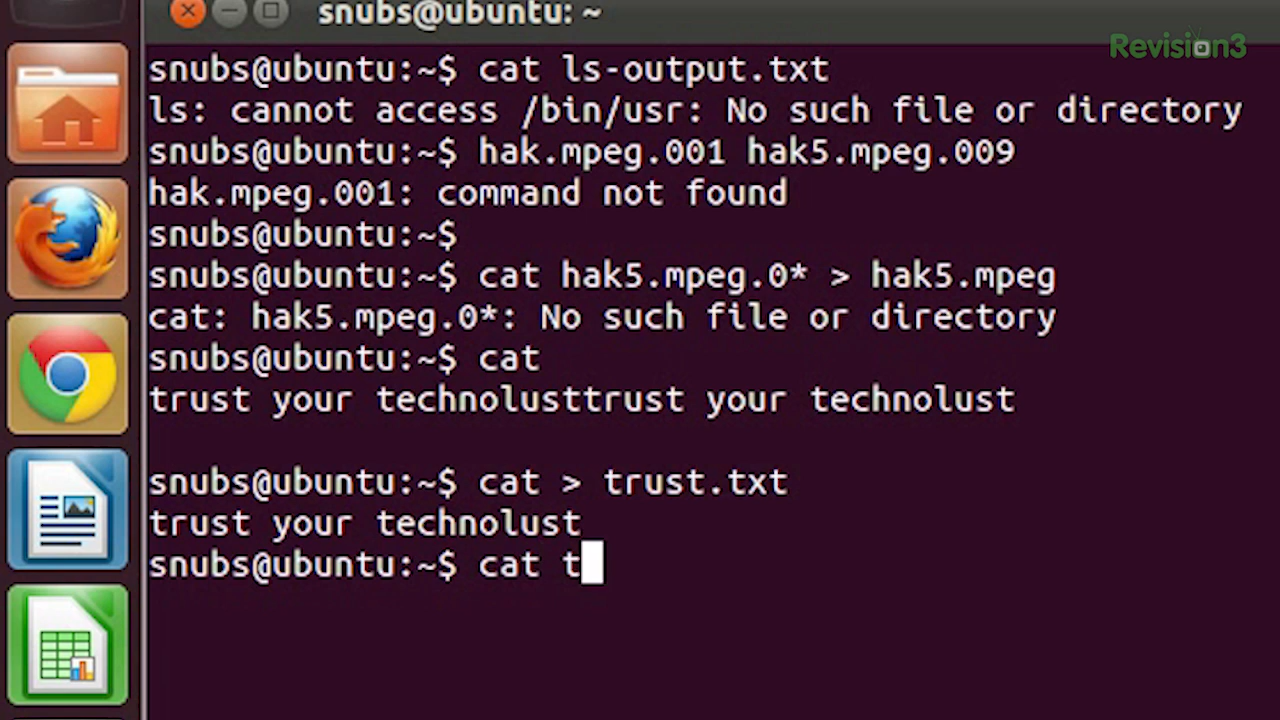 snubs@ubuntu: ~
Revision3
snubs@ubuntu:~$ cat ls-output.txt
ls: cannot access /bin/usr: No such file or directory
snubs@ubuntu:~$ hak.mpeg.001 hak5.mpeg.009
hak.mpeg.001: command not found
snubs@ubuntu:~$
snubs@ubuntu:~$ cat hak5.mpeg.0* > hak5.mpeg
cat: hak5.mpeg.0*: No such file or directory
snubs@ubuntu:~$ cat
trust your technolusttrust your technolust
snubs@ubuntu:~$ cat > trust.txt
trust your technolust
snubs@ubuntu:~$ cat t